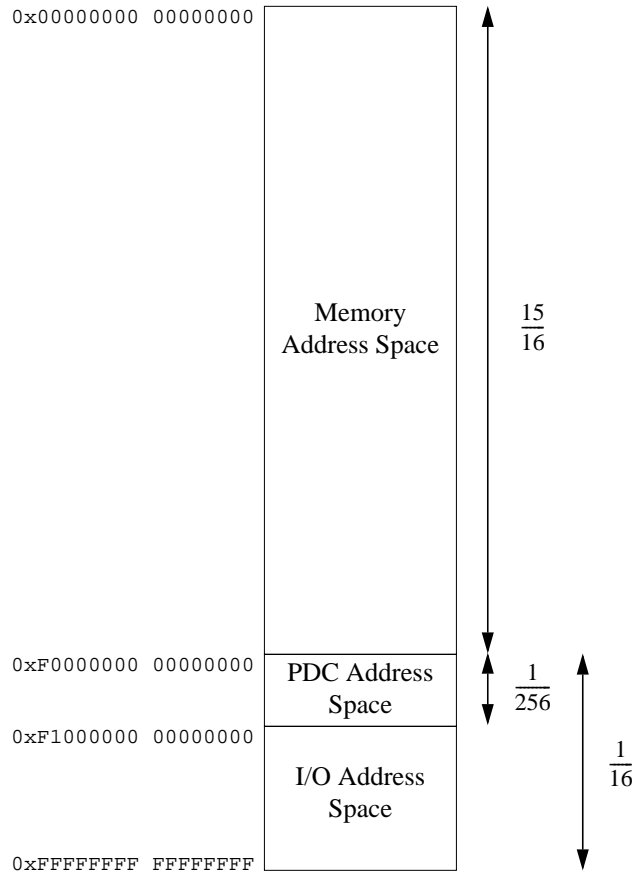 0x00000000 00000000
Memory
Address Space
15
16
0xF0000000 00000000
PDC Address
Space
1
256
0xF1000000 00000000
I/O Address
Space
1
16
0xFFFFFFFF FFFFFFFF